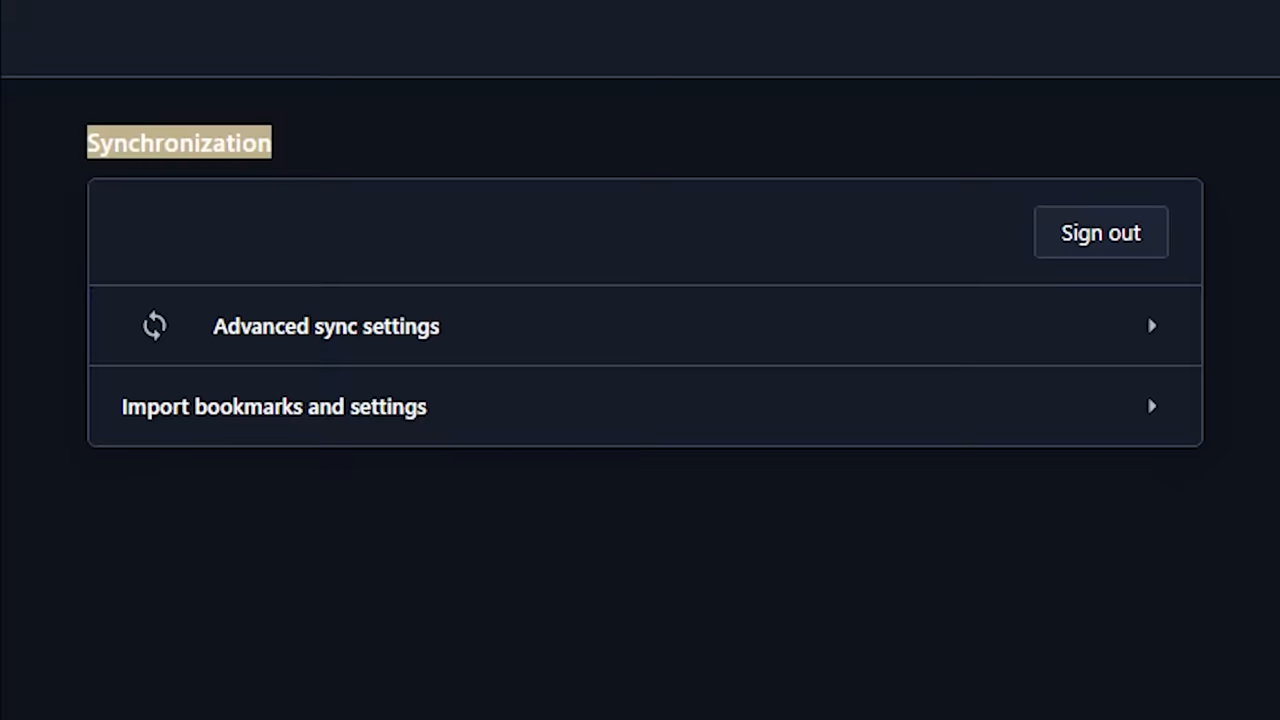 Synchronization
Sign out
Advanced sync settings
Import bookmarks and settings